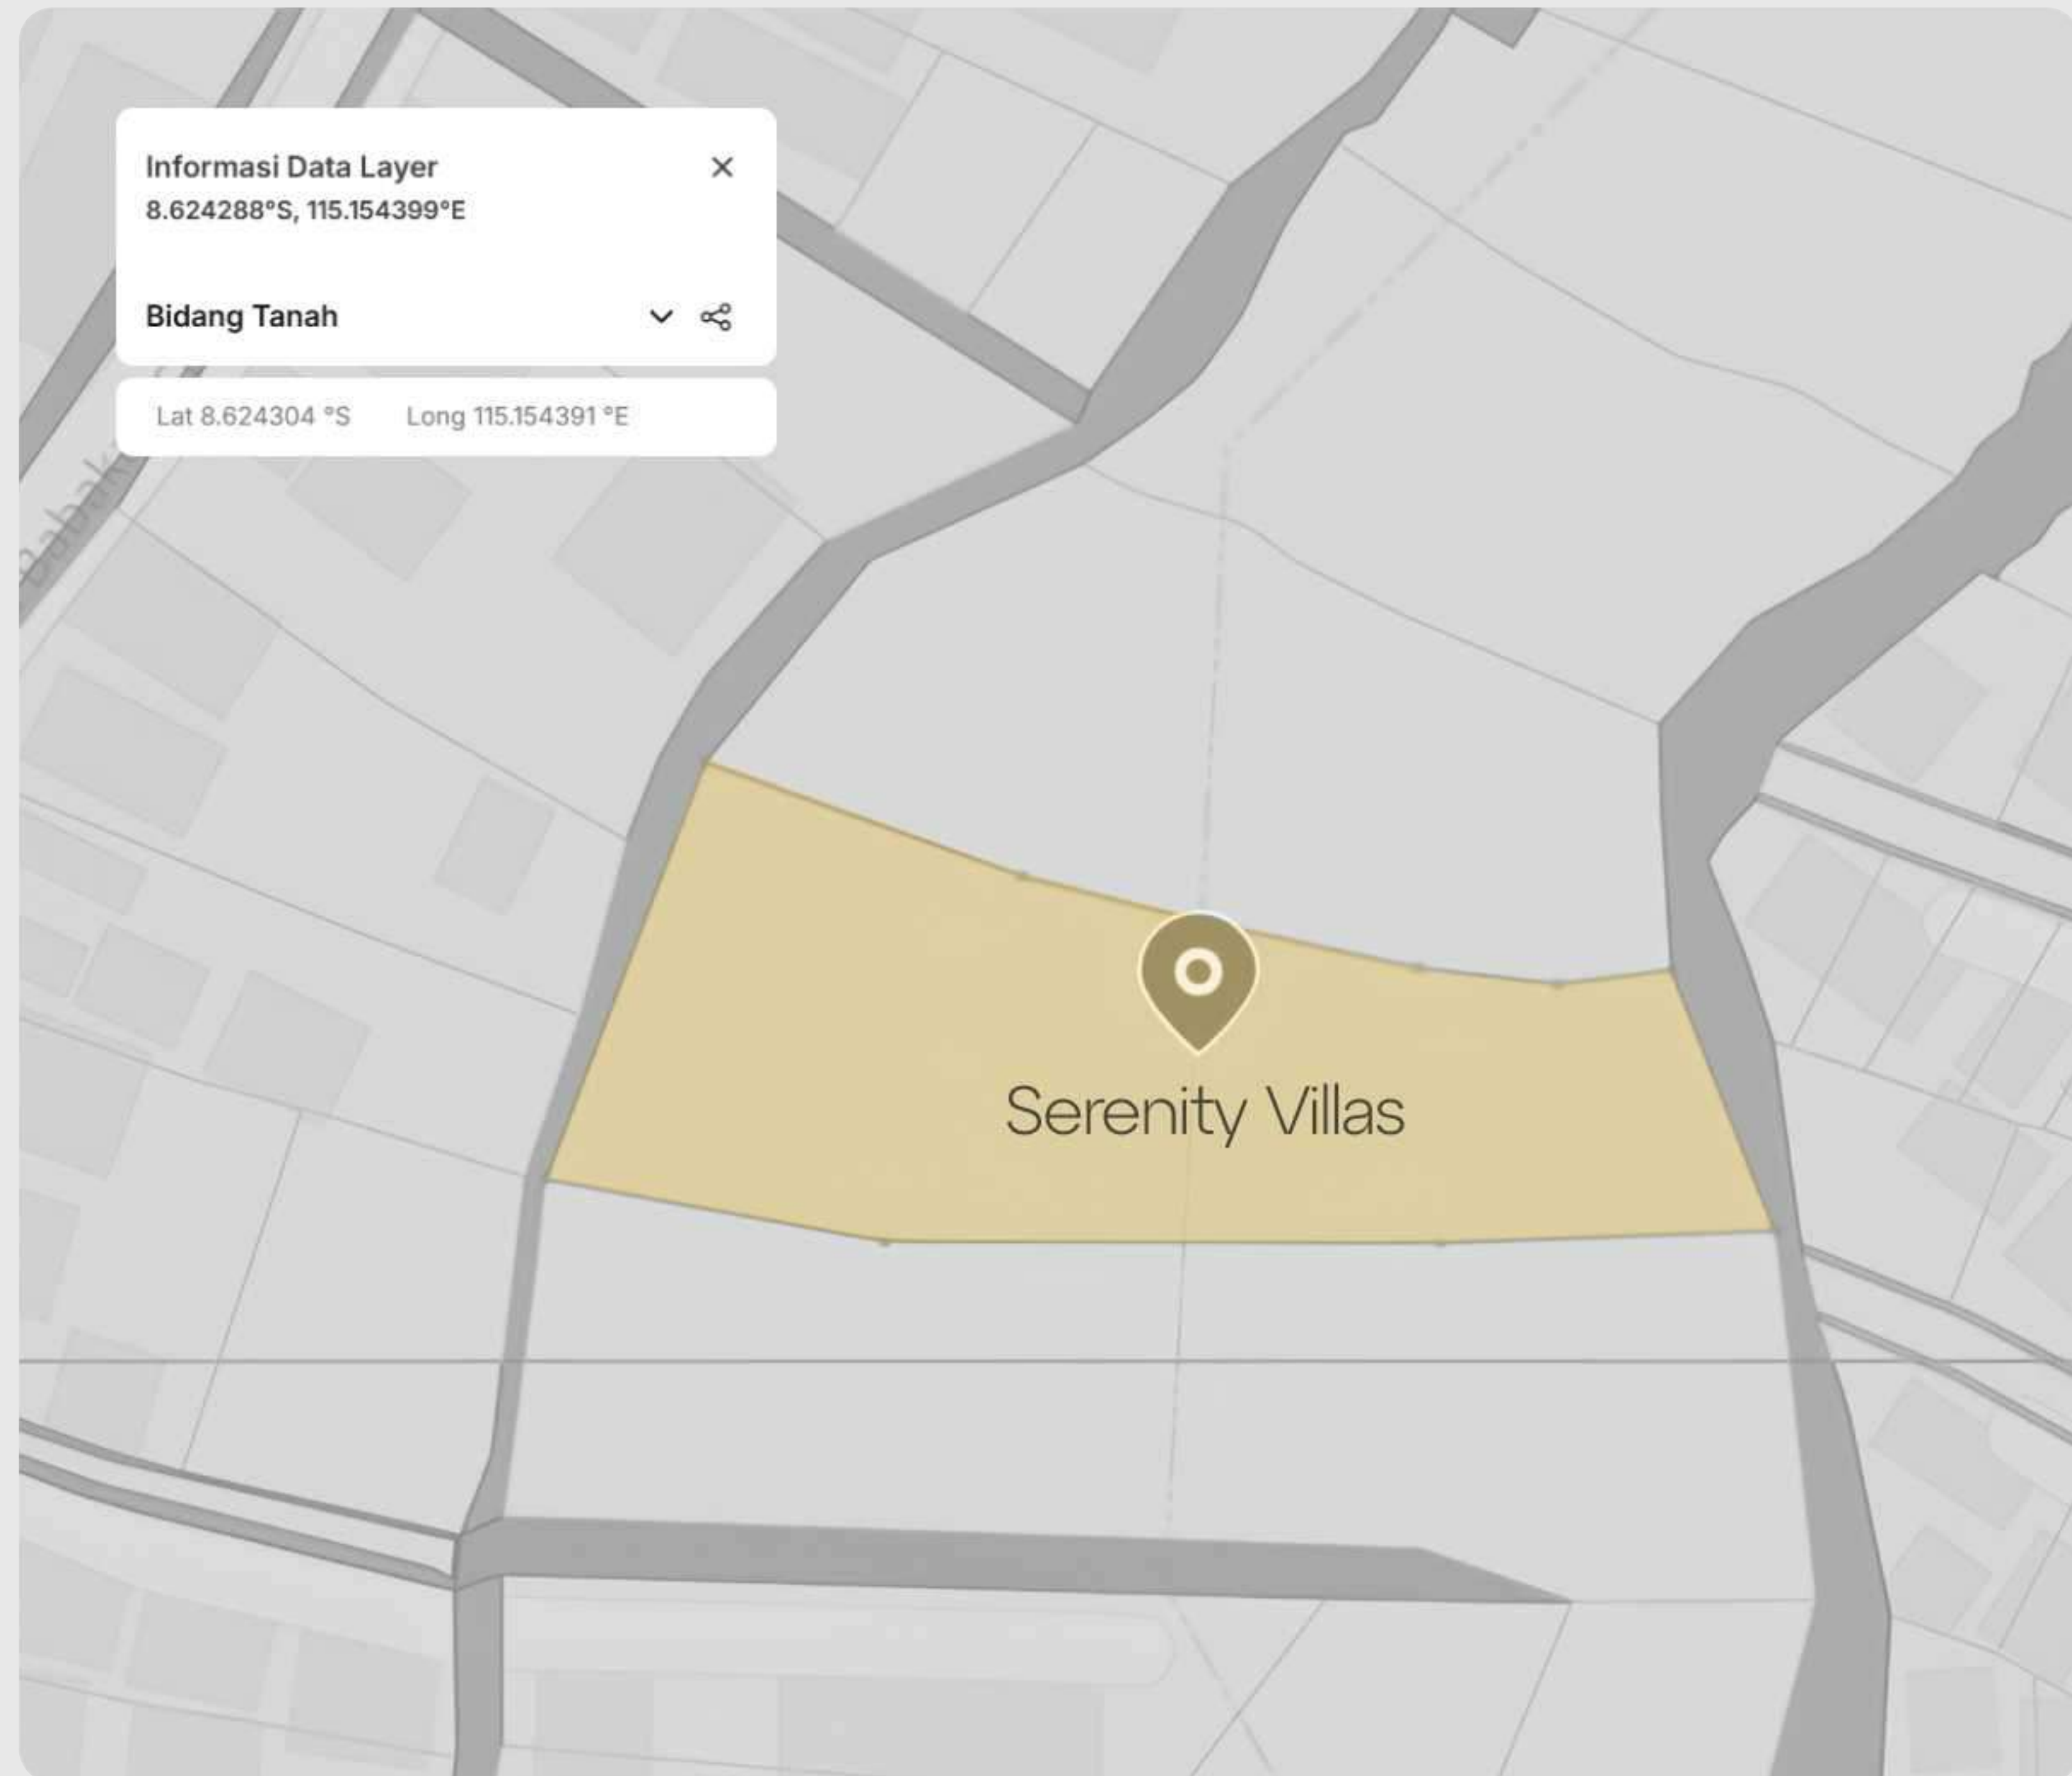 Informasi Data Layer
8.624288°S, 115.154399°E
Bidang Tanah
Lat 8.624304 °S Long 115.154391 °E
Serenity Villas